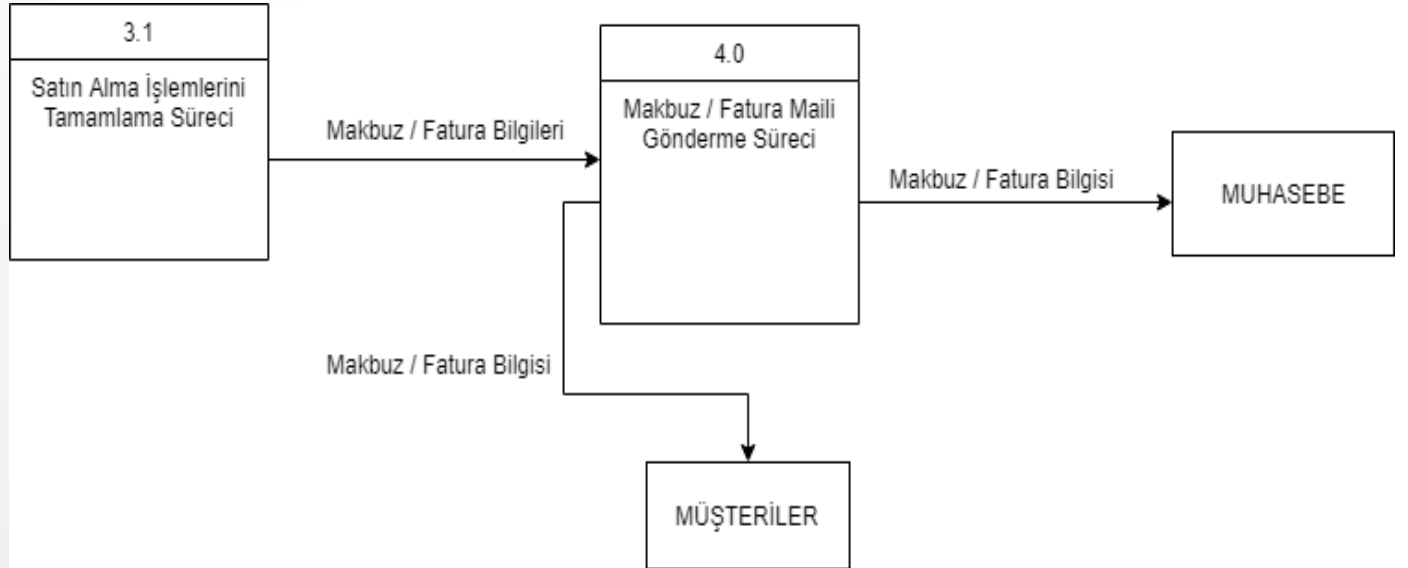 3.1
Satın Alma İşlemlerini
Tamamlama Süreci
Makbuz / Fatura Bilgileri
4.0
Makbuz / Fatura Maili
Gönderme Süreci
Makbuz / Fatura Bilgisi
MUHASEBE
Makbuz / Fatura Bilgisi
MÜŞTERİLER